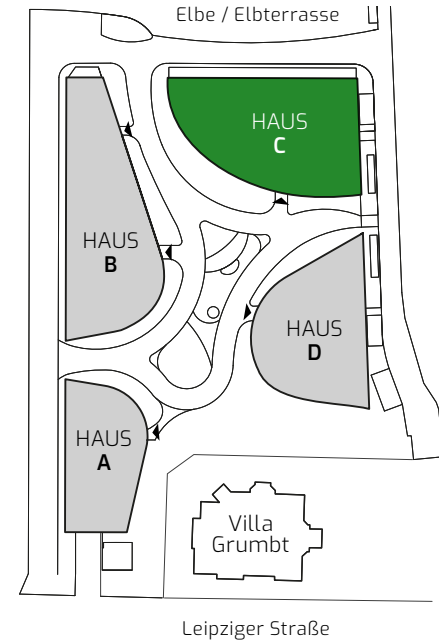 Elbe / Elbterrasse
HAUS
C
HAUS
B
HAUS
D
HAUS
A
Villa
Grumbt
Leipziger Straße